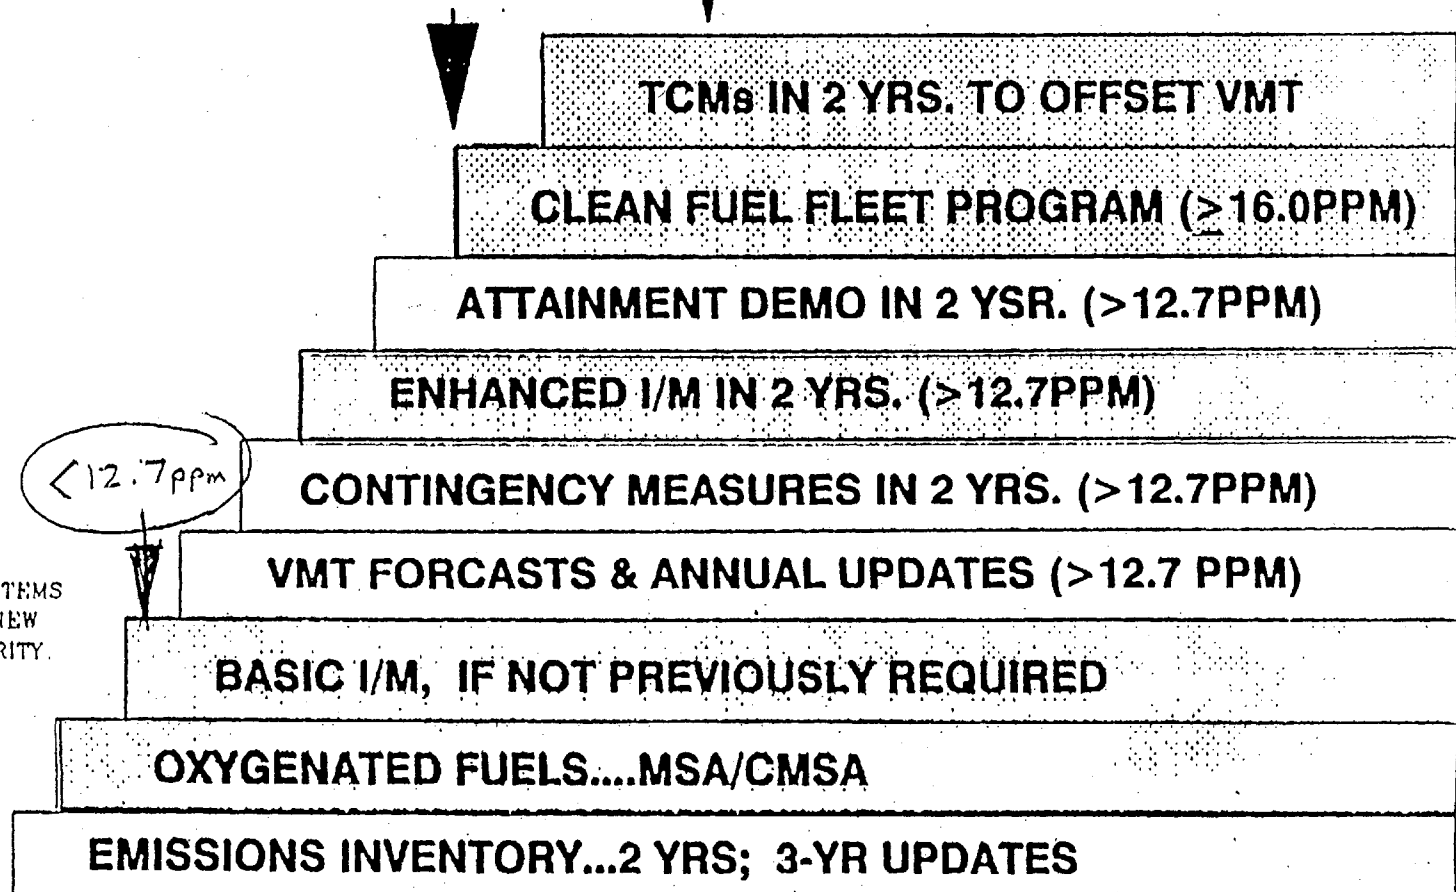 TCMs IN 2 YRS. TO OFFSET VMT
CLEAN FUEL FLEET PROGRAM (≥16.0PPM)
ATTAINMENT DEMO IN 2 YSR. (>12.7PPM)
ENHANCED I/M IN 2 YRS. (>12.7PPM)
<12.7ppm
CONTINGENCY MEASURES IN 2 YRS. (>12.7PPM)
VMT FORCASTS & ANNUAL UPDATES (>12.7 PPM)
BASIC I/M, IF NOT PREVIOUSLY REQUIRED
OXYGENATED FUELS....MSA/CMSA
EMISSIONS INVENTORY...2 YRS; 3-YR UPDATES